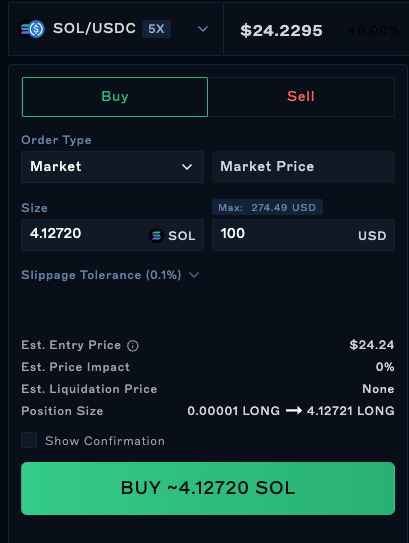 SOL/USDC 5X $24.2295 +0.00%
Buy Sell
Order Type
Market Market Price
Size Max: 274.49 USD
4.12720 SOL 100 USD
Slippage Tolerance (0.1%)
Est. Entry Price $24.24
Est. Price Impact 0%
Est. Liquidation Price None
Position Size 0.00001 LONG → 4.12721 LONG
Show Confirmation
BUY ~4.12720 SOL